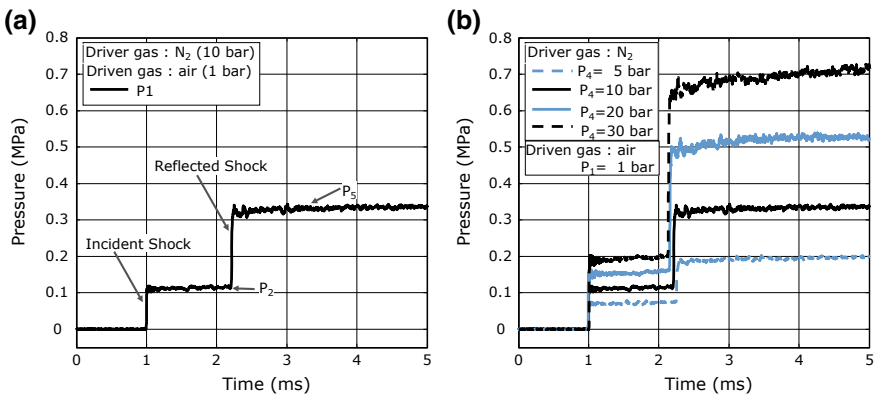 (a)
Driver gas : N₂ (10 bar)
Driven gas : air (1 bar)
P1
Reflected Shock
Incident Shock
P₅
P₂
0.8
0.7
0.6
0.5
0.4
0.3
0.2
0.1
0
0
1
2
3
4
5
Pressure (MPa)
Time (ms)
(b)
Driver gas : N₂
P₄= 5 bar
P₄=10 bar
P₄=20 bar
P₄=30 bar
Driven gas : air
P₁= 1 bar
0.8
0.7
0.6
0.5
0.4
0.3
0.2
0.1
0
0
1
2
3
4
5
Pressure (MPa)
Time (ms)